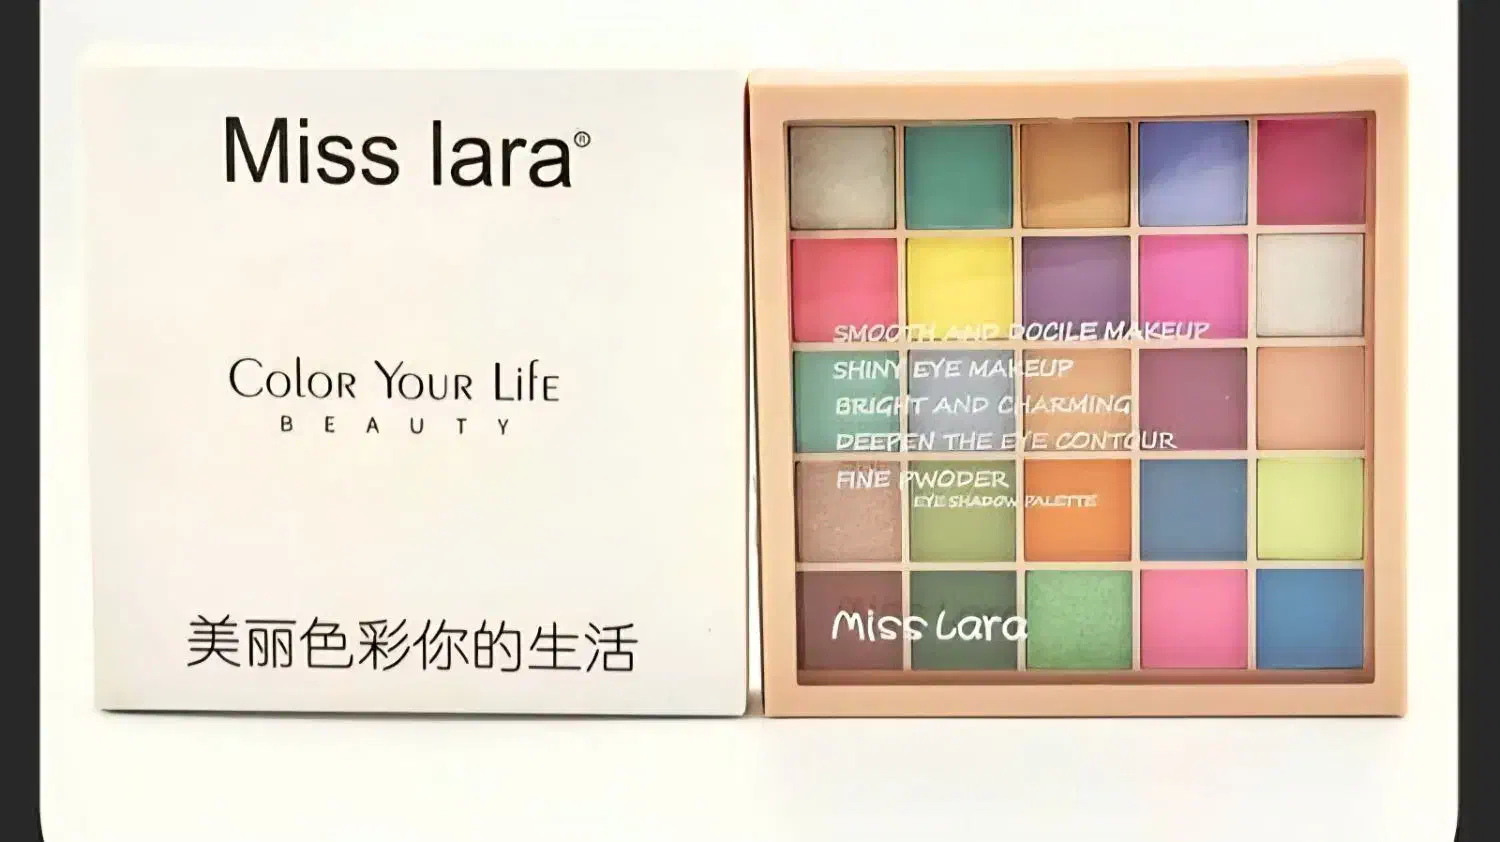 Miss lara®
Color Your Life
BEAUTY
美丽色彩你的生活
SMOOTH AND DOCILE MAKEUP
SHINY EYE MAKEUP
BRIGHT AND CHARMING
DEEPEN THE EYE CONTOUR
FINE PWODER
EYE SHADOW PALETTE
Miss Lara